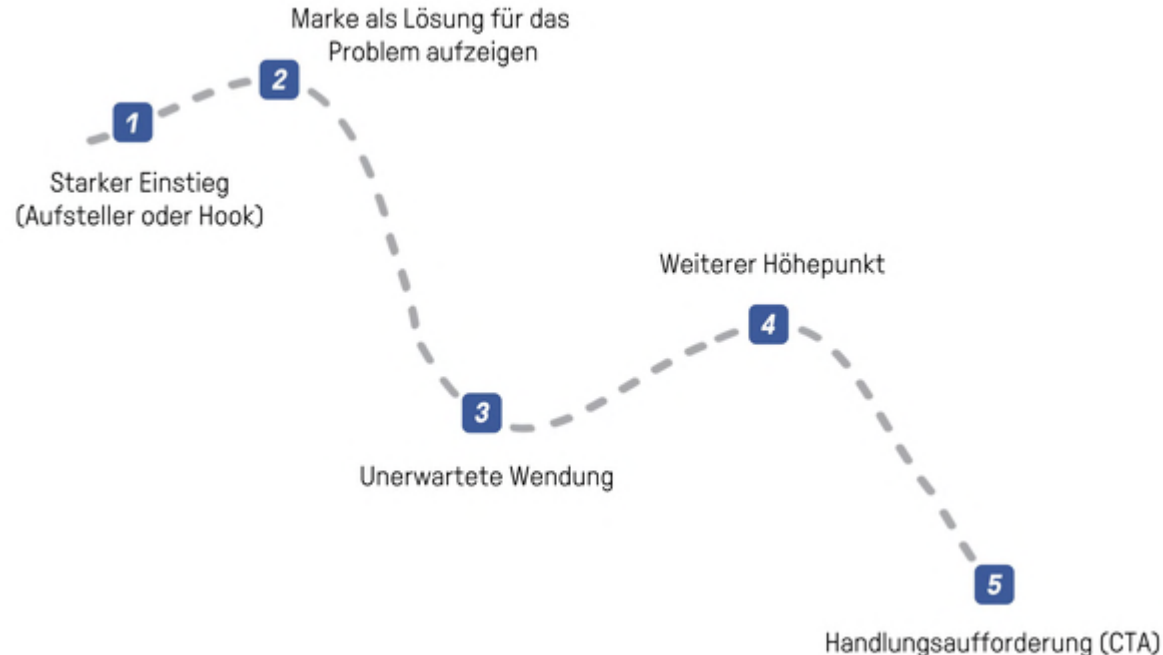 1
Starker Einstieg
(Aufsteller oder Hook)
2
Marke als Lösung für das
Problem aufzeigen
3
Unerwartete Wendung
4
Weiterer Höhepunkt
5
Handlungsaufforderung (CTA)